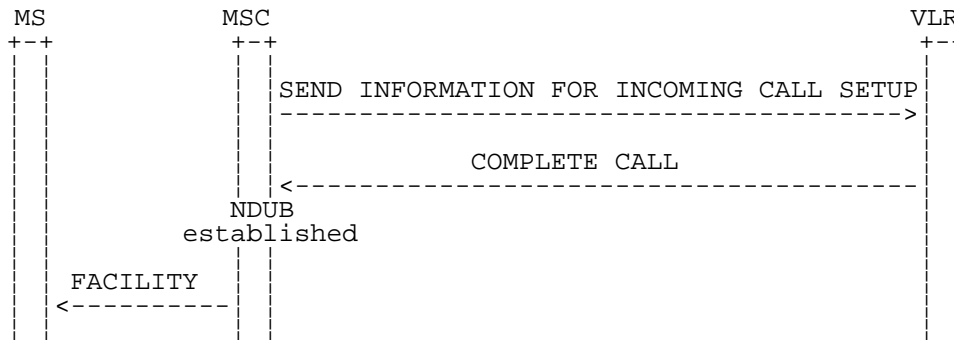 MS MSC VLR
SEND INFORMATION FOR INCOMING CALL SETUP
COMPLETE CALL
NDUB
established
FACILITY